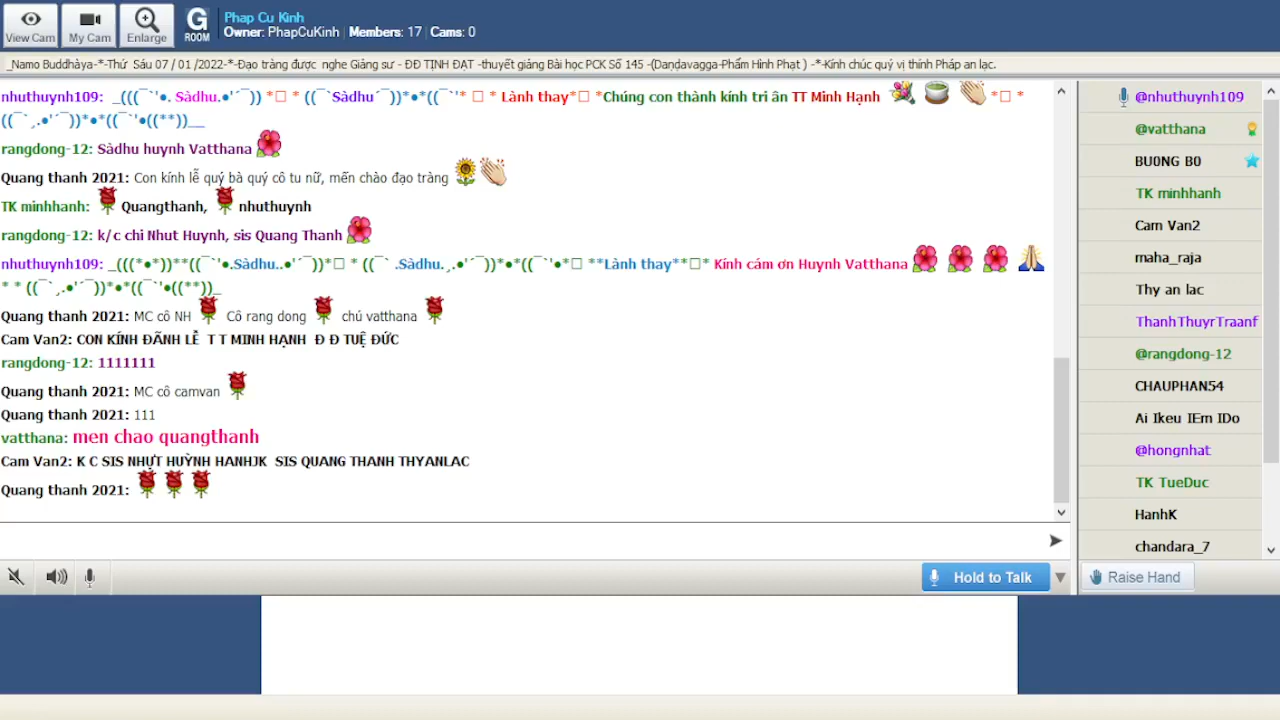 View Cam
My Cam
Enlarge
G
ROOM
Phap Cu Kinh
Owner: PhapCuKinh | Members: 17 | Cams: 0
_Namo Buddhàya-*-Thứ Sáu 07 / 01 /2022-*-Đạo tràng được nghe Giảng sư - ĐĐ TỊNH ĐẠT -thuyết giảng Bài học PCK Số 145 -(Daṇḍavagga-Phẩm Hình Phạt ) -*-Kính chúc quý vị thính Pháp an lạc.
nhuthuynh109: _(((¯`'•. Sàdhu.•'´¯)) *□ * ((¯`Sàdhu´¯))*•*((¯`'* □ * Lành thay*□ *Chúng con thành kính tri ân TT Minh Hạnh *□ *
((¯`¸.•'´¯))*•*((¯`'•((**))__
rangdong-12: Sàdhu huynh Vatthana
Quang thanh 2021: Con kính lễ quý bà quý cô tu nữ, mến chào đạo tràng
TK minhhanh: Quangthanh, nhuthuynh
rangdong-12: k/c chi Nhut Huynh, sis Quang Thanh
nhuthuynh109: _(((*•*))**((¯`'•.Sàdhu..•'´¯))*□ * ((¯` .Sàdhu.¸.•'´¯))*•*((¯`'•*□ **Lành thay**□* Kính cám ơn Huynh Vatthana
* * ((¯`¸.•'´¯))*•*((¯`'•((**))_
Quang thanh 2021: MC cô NH Cô rang dong chú vatthana
Cam Van2: CON KÍNH ĐÃNH LỄ T T MINH HẠNH Đ Đ TUỆ ĐỨC
rangdong-12: 1111111
Quang thanh 2021: MC cô camvan
Quang thanh 2021: 111
vatthana: men chao quangthanh
Cam Van2: K C SIS NHỰT HUỲNH HANHJK SIS QUANG THANH THYANLAC
Quang thanh 2021:
Hold to Talk
@nhuthuynh109
@vatthana
BU0NG B0
TK minhhanh
Cam Van2
maha_raja
Thy an lac
ThanhThuyrTraanf
@rangdong-12
CHAUPHAN54
Ai Ikeu IEm IDo
@hongnhat
TK TueDuc
HanhK
chandara_7
Raise Hand